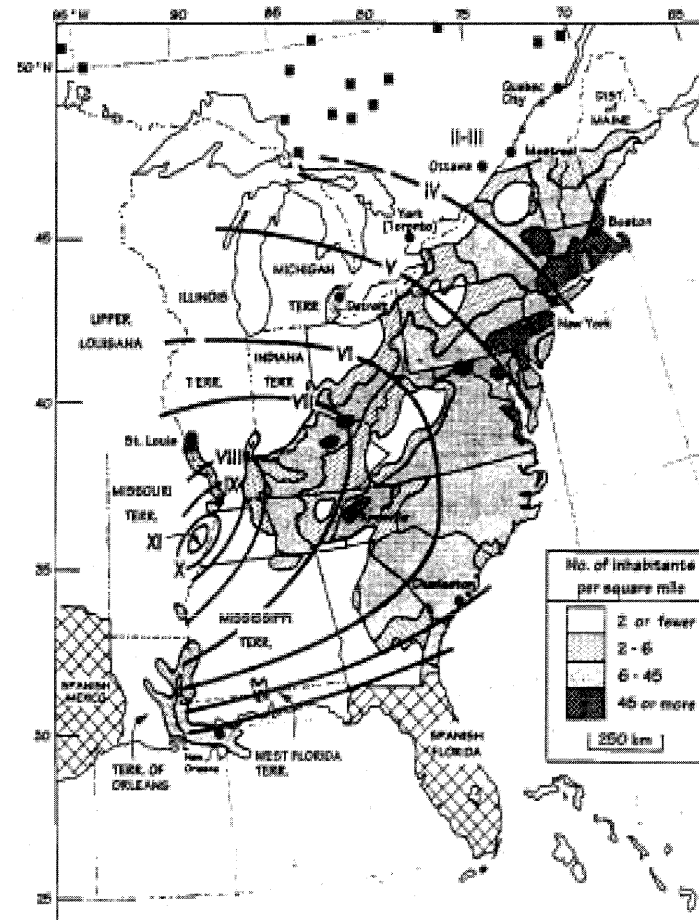 95°W
90
85
80
75
70
50°N
Quebec
City
DIST.
of
MAINE
II-III
Montreal
Ottawa
IV
York
(Toronto)
Boston
45
V
MICHIGAN
ILLINOIS
TERR.
Detroit
UPPER
LOUISIANA
New York
INDIANA
VI
TERR.
TERR.
40
VII
St. Louis
VIII
IX
MISSOURI
TERR.
XI
X
35
No. of inhabitants
per square mile
Charleston
2 or fewer
MISSISSIPPI
TERR.
2-6
6-45
SPANISH
MEXICO
45 or more
250 km
30
SPANISH
FLORIDA
WEST FLORIDA
TERR.
New
Orleans
TERR. OF
ORLEANS
25